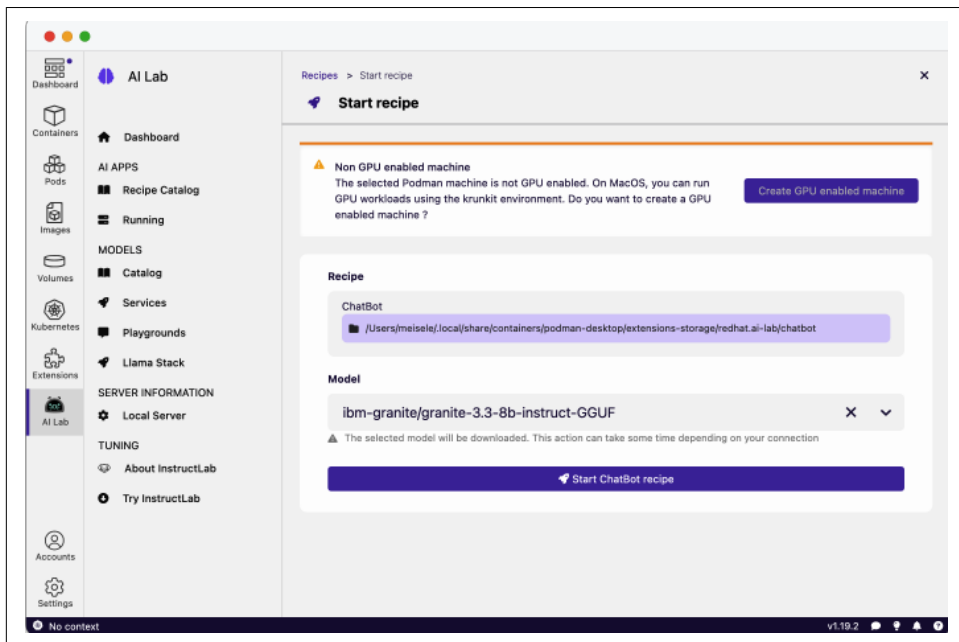 Dashboard
Containers
Pods
Images
Volumes
Kubernetes
Extensions
AI Lab
Accounts
Settings
AI Lab
Dashboard
AI APPS
Recipe Catalog
Running
MODELS
Catalog
Services
Playgrounds
Llama Stack
SERVER INFORMATION
Local Server
TUNING
About InstructLab
Try InstructLab
Recipes > Start recipe
Start recipe
Non GPU enabled machine
The selected Podman machine is not GPU enabled. On MacOS, you can run
GPU workloads using the krunkit environment. Do you want to create a GPU
enabled machine ?
Create GPU enabled machine
Recipe
ChatBot
/Users/meisele/.local/share/containers/podman-desktop/extensions-storage/redhat.ai-lab/chatbot
Model
ibm-granite/granite-3.3-8b-instruct-GGUF
The selected model will be downloaded. This action can take some time depending on your connection
Start ChatBot recipe
No context
v1.19.2